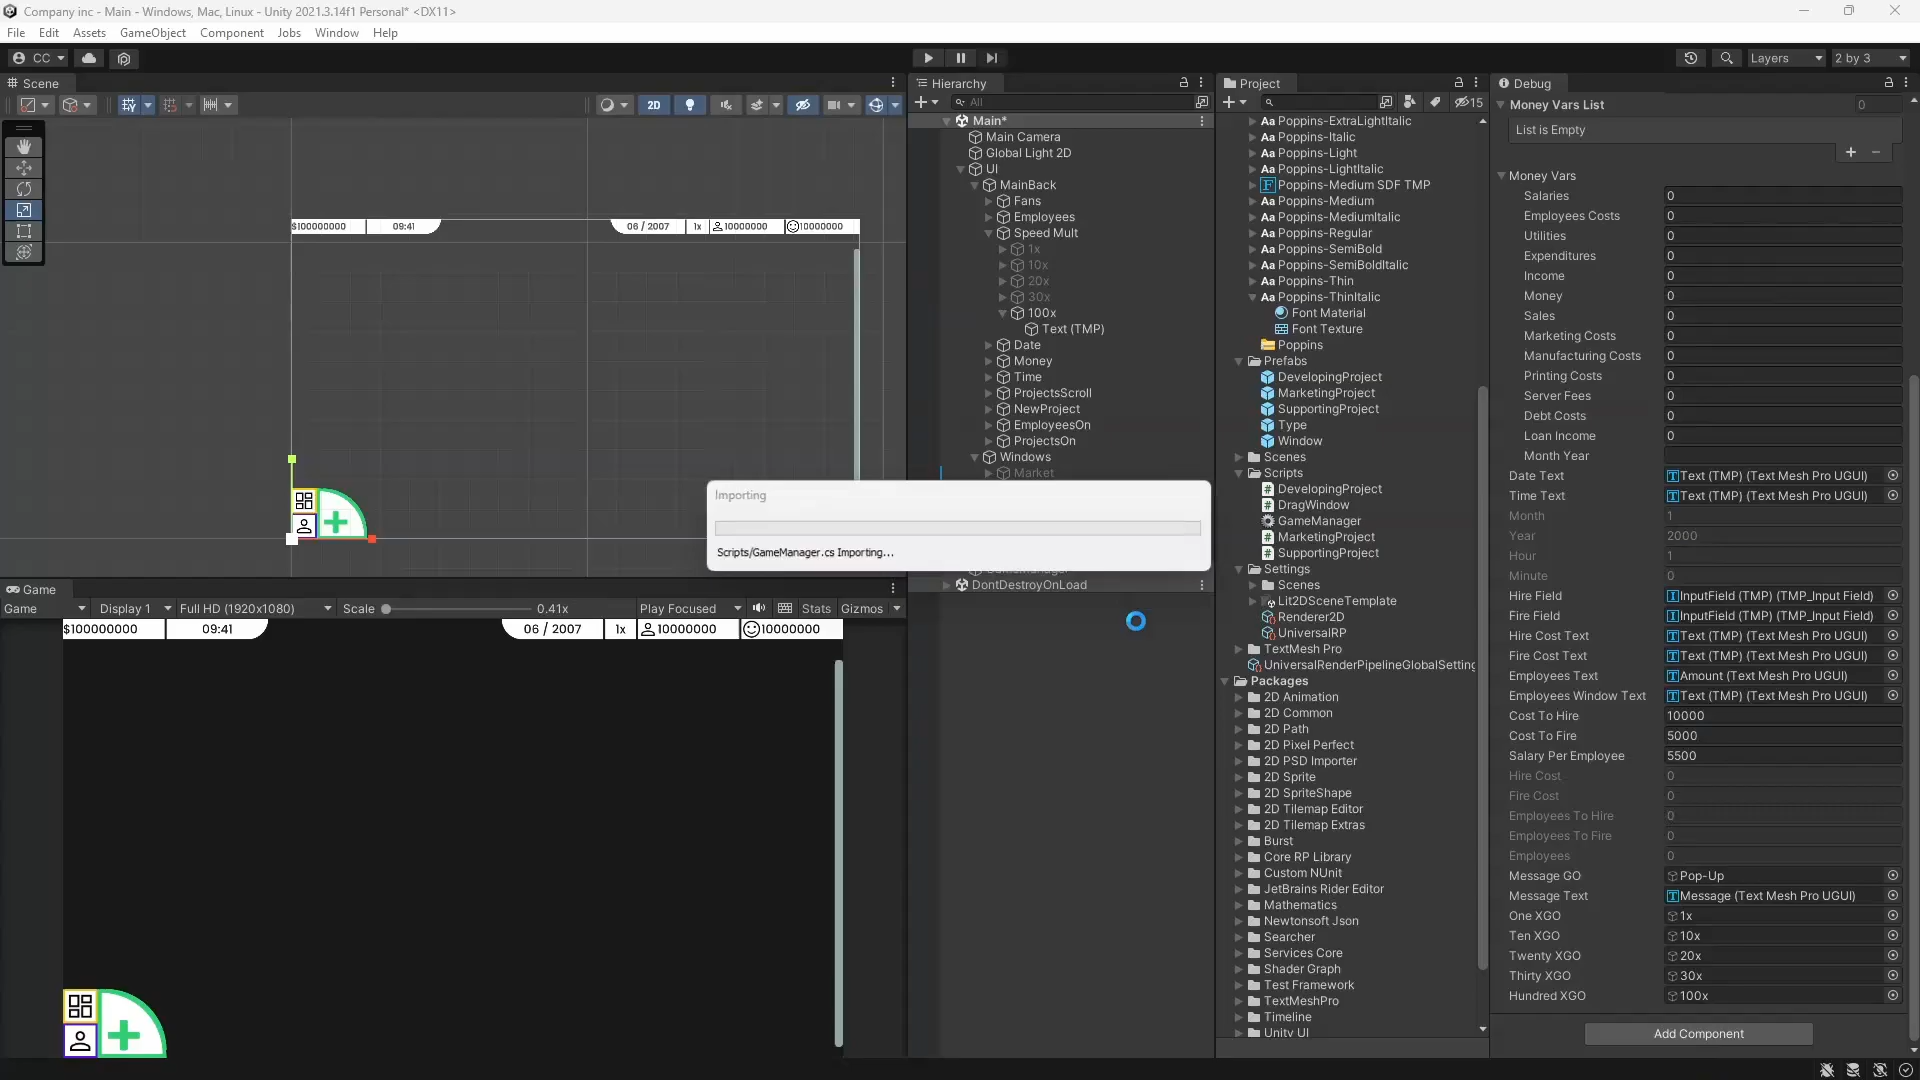 Company inc - Main - Windows, Mac, Linux - Unity 2021.3.14f1 Personal* <DX11>
File Edit Assets GameObject Component Jobs Window Help
CC
Layers
2 by 3
Scene
2D
$100000000
09:41
06 / 2007
1x
10000000
10000000
Game
Game
Display 1
Full HD (1920x1080)
Scale
0.41x
Play Focused
Stats
Gizmos
$100000000
09:41
06 / 2007
1x
10000000
10000000
Hierarchy
All
Main*
Main Camera
Global Light 2D
UI
MainBack
Fans
Employees
Speed Mult
1x
10x
20x
30x
100x
Text (TMP)
Date
Money
Time
ProjectsScroll
NewProject
EmployeesOn
ProjectsOn
Windows
Market
DontDestroyOnLoad
Importing
Scripts/GameManager.cs Importing...
Project
15
Poppins-ExtraLightItalic
Poppins-Italic
Poppins-Light
Poppins-LightItalic
Poppins-Medium SDF TMP
Poppins-Medium
Poppins-MediumItalic
Poppins-Regular
Poppins-SemiBold
Poppins-SemiBoldItalic
Poppins-Thin
Poppins-ThinItalic
Font Material
Font Texture
Poppins
Prefabs
DevelopingProject
MarketingProject
SupportingProject
Type
Window
Scenes
Scripts
DevelopingProject
DragWindow
GameManager
MarketingProject
SupportingProject
Settings
Scenes
Lit2DSceneTemplate
Renderer2D
UniversalRP
TextMesh Pro
UniversalRenderPipelineGlobalSetting
Packages
2D Animation
2D Common
2D Path
2D Pixel Perfect
2D PSD Importer
2D Sprite
2D SpriteShape
2D Tilemap Editor
2D Tilemap Extras
Burst
Core RP Library
Custom NUnit
JetBrains Rider Editor
Mathematics
Newtonsoft Json
Searcher
Services Core
Shader Graph
Test Framework
TextMeshPro
Timeline
Unity UI
Debug
Money Vars List 0
List is Empty
Money Vars
Salaries 0
Employees Costs 0
Utilities 0
Expenditures 0
Income 0
Money 0
Sales 0
Marketing Costs 0
Manufacturing Costs 0
Printing Costs 0
Server Fees 0
Debt Costs 0
Loan Income 0
Month Year
Date Text Text (TMP) (Text Mesh Pro UGUI)
Time Text Text (TMP) (Text Mesh Pro UGUI)
Month 1
Year 2000
Hour 1
Minute 0
Hire Field InputField (TMP) (TMP_Input Field)
Fire Field InputField (TMP) (TMP_Input Field)
Hire Cost Text Text (TMP) (Text Mesh Pro UGUI)
Fire Cost Text Text (TMP) (Text Mesh Pro UGUI)
Employees Text Amount (Text Mesh Pro UGUI)
Employees Window Text Text (TMP) (Text Mesh Pro UGUI)
Cost To Hire 10000
Cost To Fire 5000
Salary Per Employee 5500
Hire Cost 0
Fire Cost 0
Employees To Hire 0
Employees To Fire 0
Employees 0
Message GO Pop-Up
Message Text Message (Text Mesh Pro UGUI)
One XGO 1x
Ten XGO 10x
Twenty XGO 20x
Thirty XGO 30x
Hundred XGO 100x
Add Component